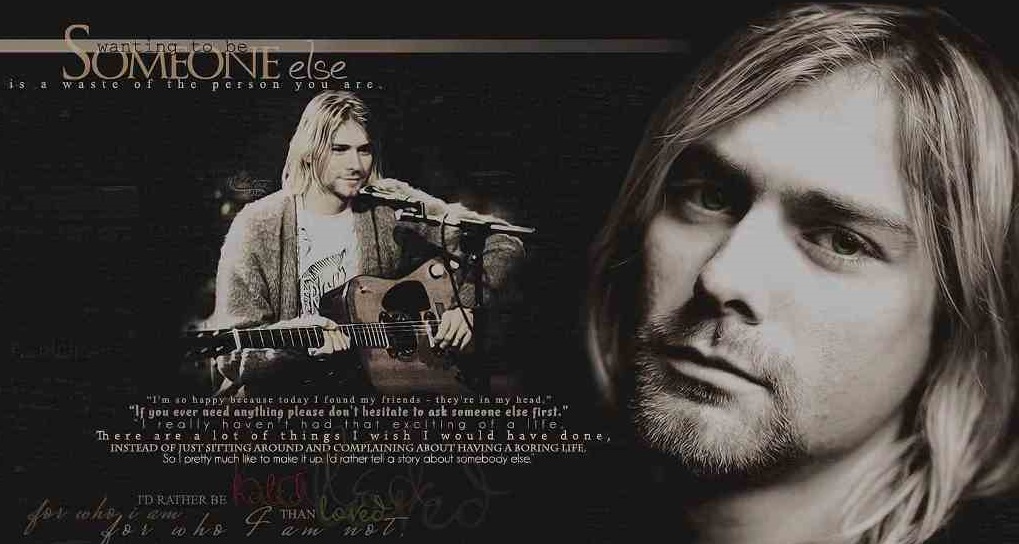 wanting to be
SOMEONE else
is a waste of the person you are.
"I'm so happy because today I found my friends - they're in my head."
"If you ever need anything please don't hesitate to ask someone else first."
"I really haven't had that exciting of a life.
There are a lot of things I wish I would have done,
INSTEAD OF JUST SITTING AROUND AND COMPLAINING ABOUT HAVING A BORING LIFE.
So I pretty much like to make it up. I'd rather tell a story about somebody else."
I'D RATHER BE hated
for who i am THAN loved
for who I am not.